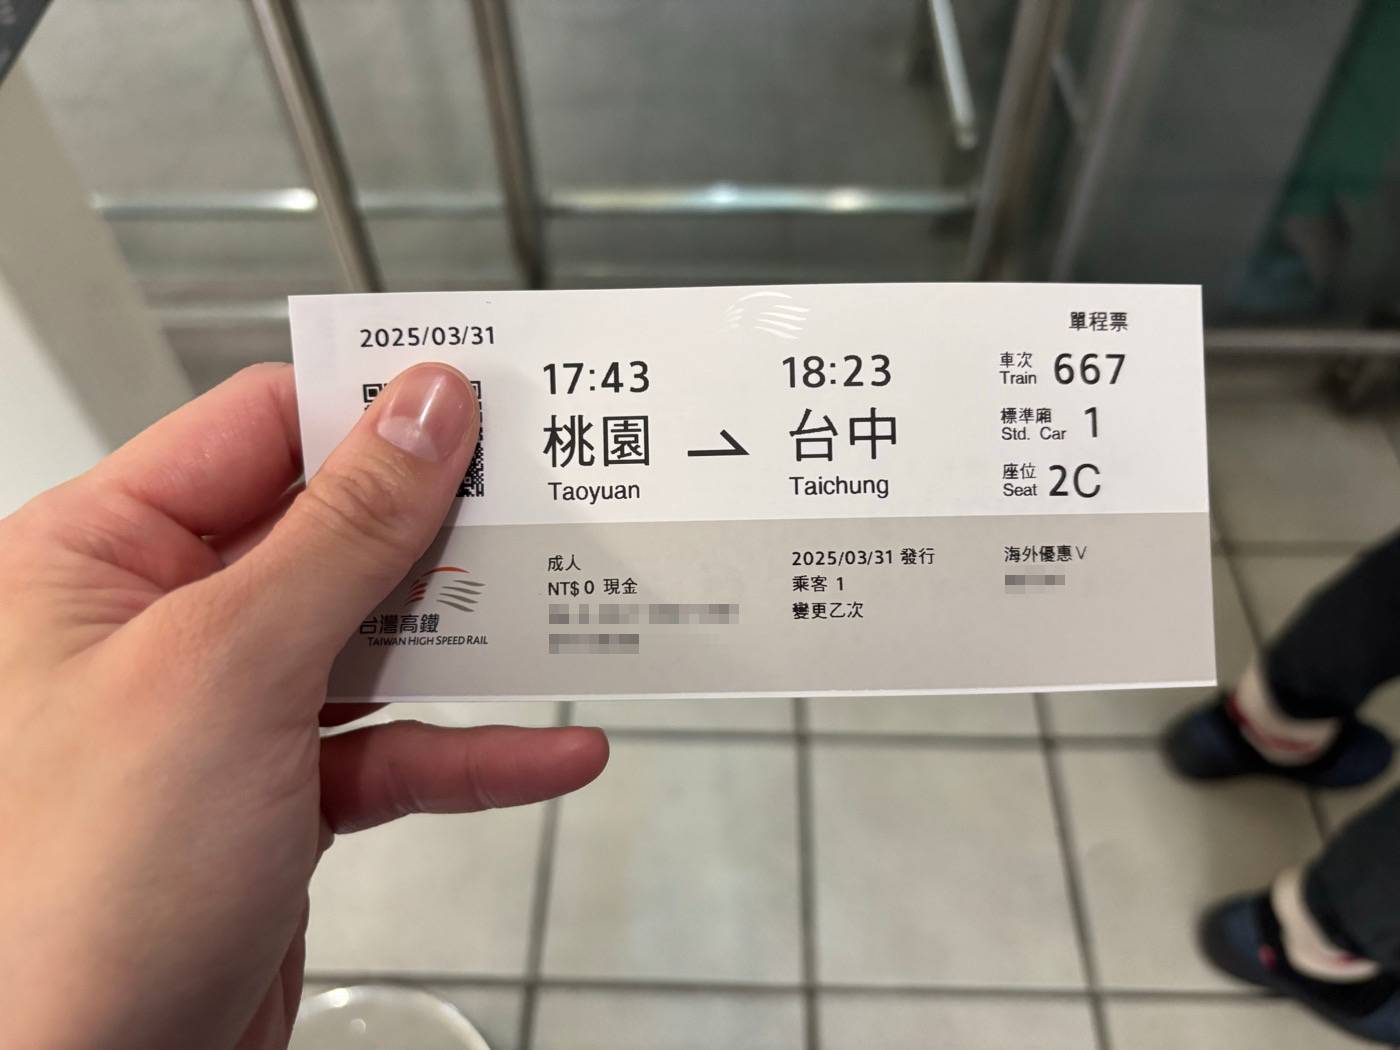 2025/03/31
單程票
17:43
18:23
車次
Train 667
桃園
台中
標準廂
Std. Car 1
Taoyuan
Taichung
座位
Seat 2C
成人
NT$0 現金
2025/03/31 發行
乘客 1
變更乙次
海外優惠V
台灣高鐵
TAIWAN HIGH SPEED RAIL